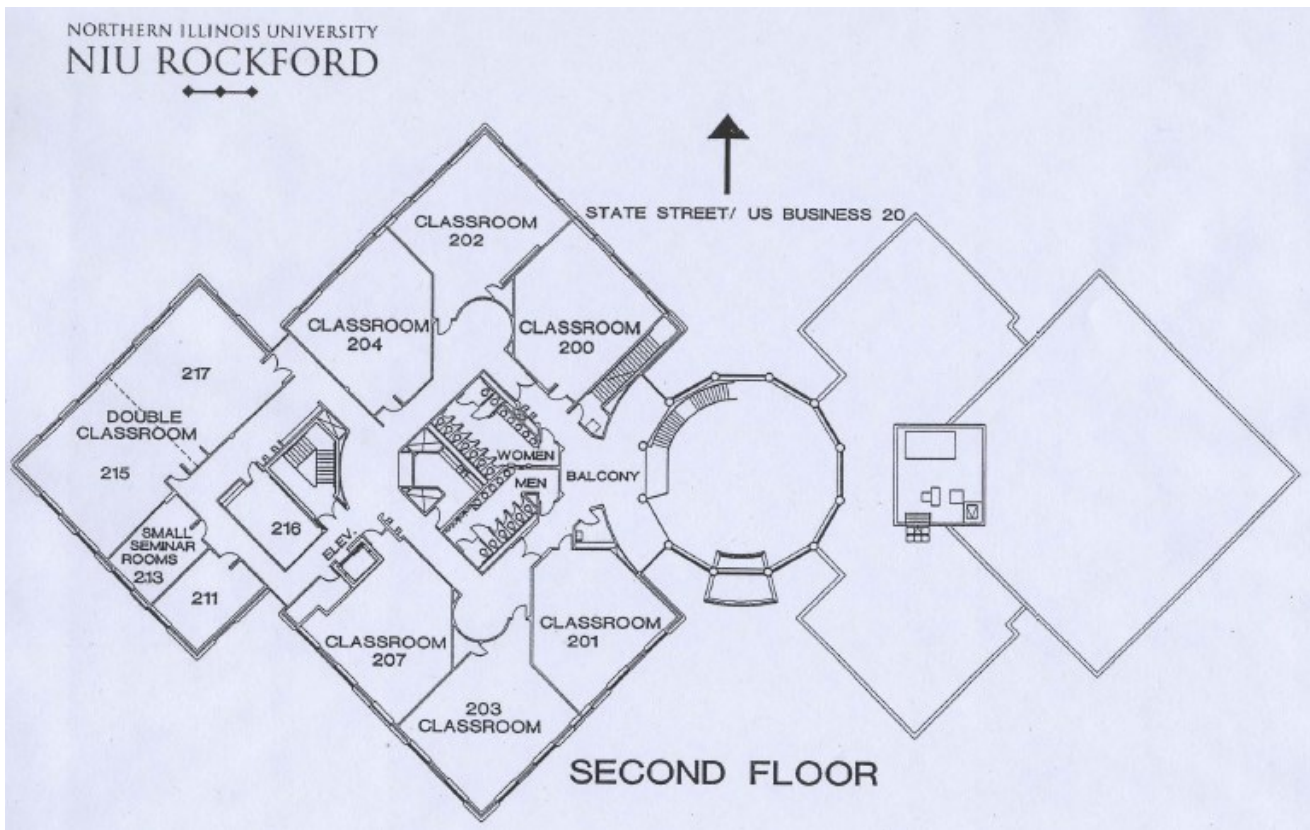 NORTHERN ILLINOIS UNIVERSITY
NIU ROCKFORD
STATE STREET/ US BUSINESS 20
CLASSROOM
202
CLASSROOM
204
CLASSROOM
200
217
DOUBLE
CLASSROOM
215
WOMEN
MEN
BALCONY
216
ELEV.
SMALL
SEMINAR
ROOMS
213
211
CLASSROOM
207
CLASSROOM
201
203
CLASSROOM
SECOND FLOOR